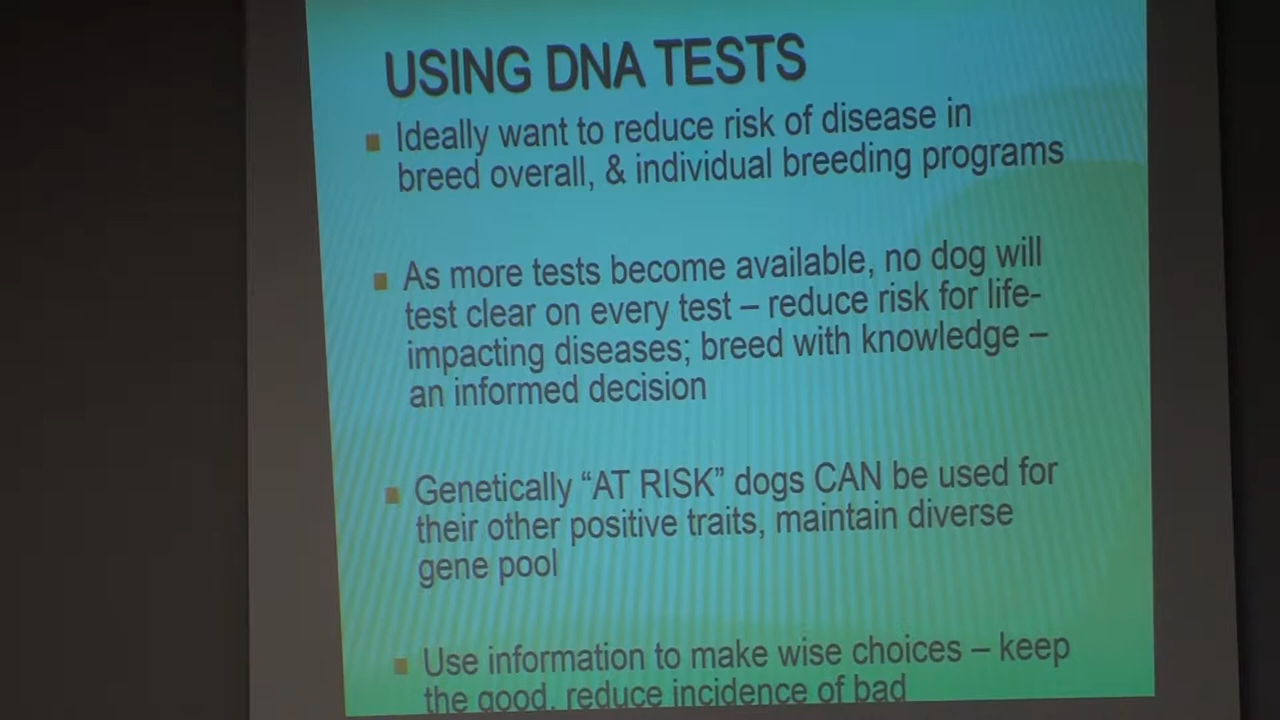 USING DNA TESTS
Ideally want to reduce risk of disease in
breed overall, & individual breeding programs
As more tests become available, no dog will
test clear on every test – reduce risk for life-
impacting diseases; breed with knowledge –
an informed decision
Genetically “AT RISK” dogs CAN be used for
their other positive traits, maintain diverse
gene pool
Use information to make wise choices – keep
the good, reduce incidence of bad